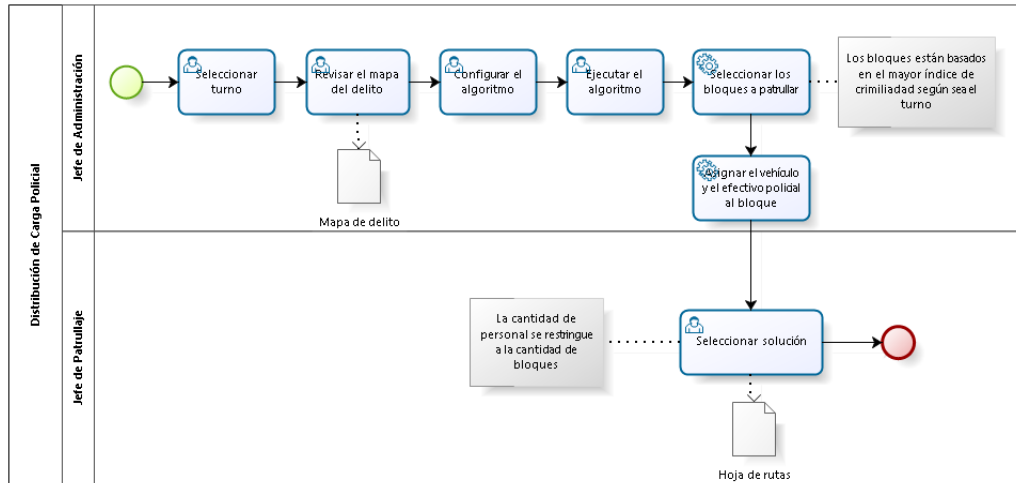 Distribución de Carga Policial
Jefe de Administración
Seleccionar
turno
Revisar el mapa
del delito
Configurar el
algoritmo
Ejecutar el
algoritmo
Seleccionar los
bloques a patrullar
Los bloques están basados
en el mayor índice de
crimiliadad según sea el
turno
Mapa de delito
Asignar el vehículo
y el efectivo policial
al bloque
Jefe de Patrullaje
La cantidad de
personal se restringue
a la cantidad de
bloques
Seleccionar solución
Hoja de rutas